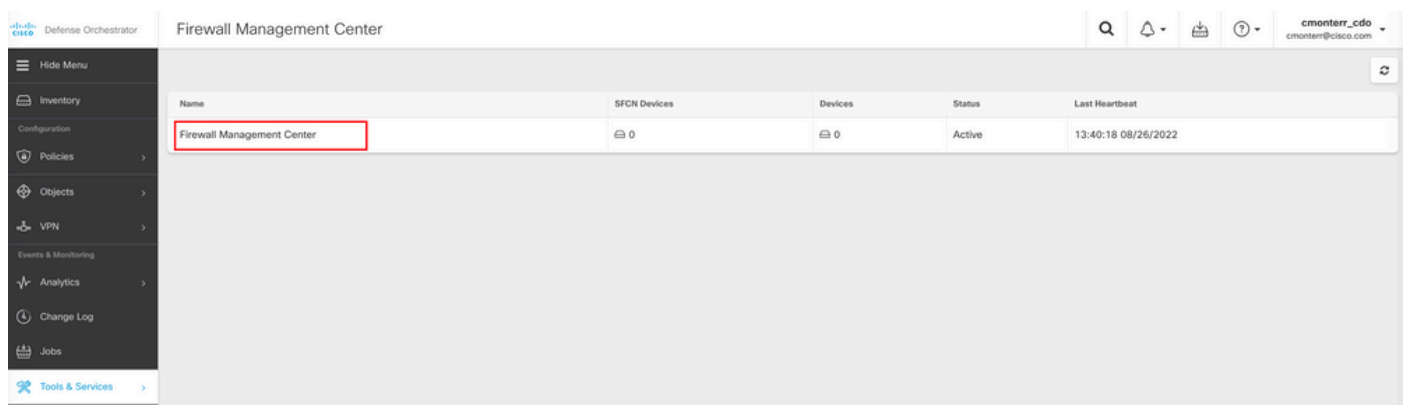 cisco Defense Orchestrator
Firewall Management Center
cmonterr_cdo
cmonterr@cisco.com
Hide Menu
Inventory
Configuration
Policies
Objects
VPN
Events & Monitoring
Analytics
Change Log
Jobs
Tools & Services
Name SFCN Devices Devices Status Last Heartbeat
Firewall Management Center 0 0 Active 13:40:18 08/26/2022